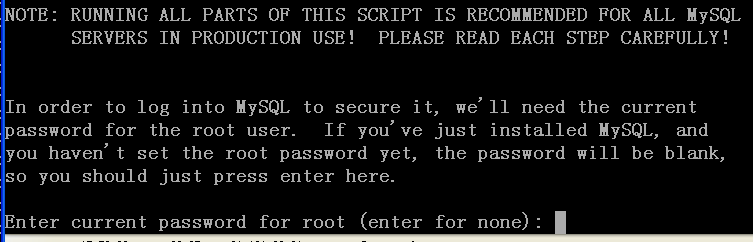 NOTE: RUNNING ALL PARTS OF THIS SCRIPT IS RECOMMENDED FOR ALL MySQL
SERVERS IN PRODUCTION USE!  PLEASE READ EACH STEP CAREFULLY!
In order to log into MySQL to secure it, we'll need the current
password for the root user.  If you've just installed MySQL, and
you haven't set the root password yet, the password will be blank,
so you should just press enter here.
Enter current password for root (enter for none):